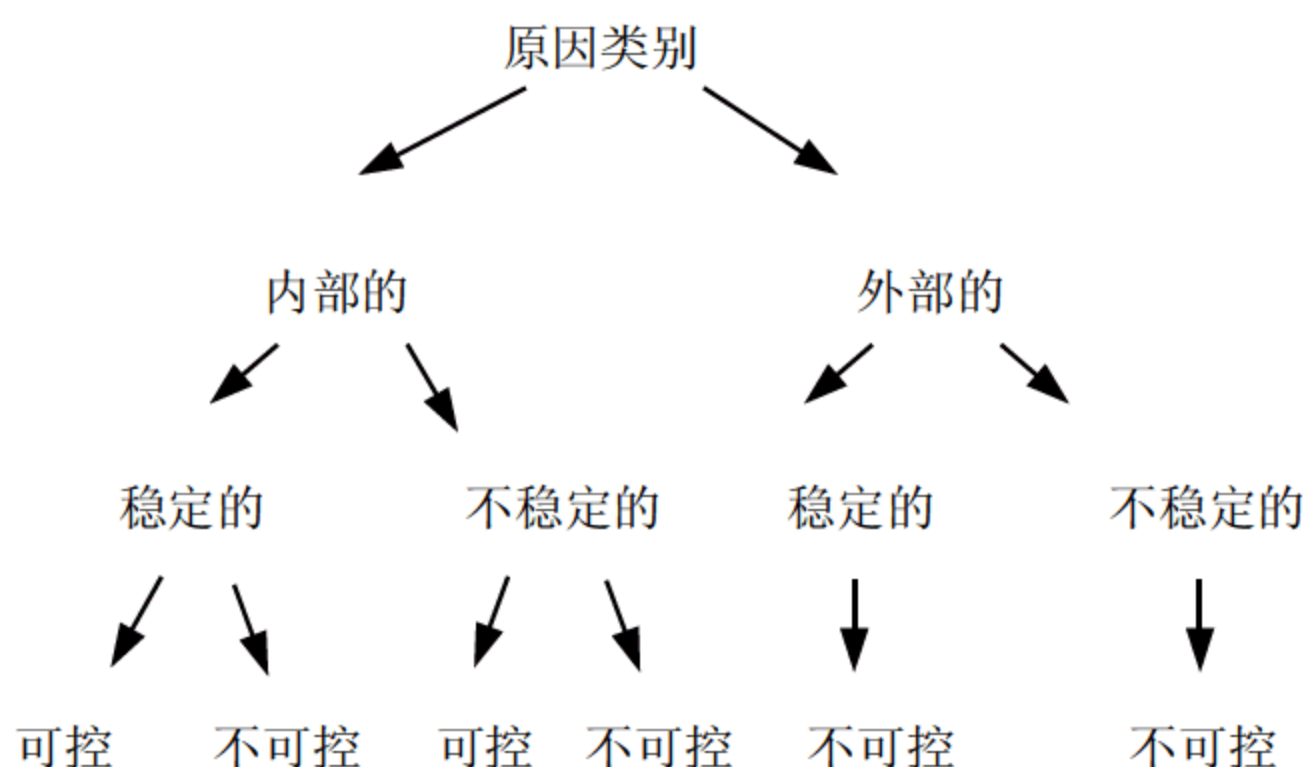 原因类别
内部的 外部的
稳定的 不稳定的 稳定的 不稳定的
可控 不可控 可控 不可控 不可控 不可控